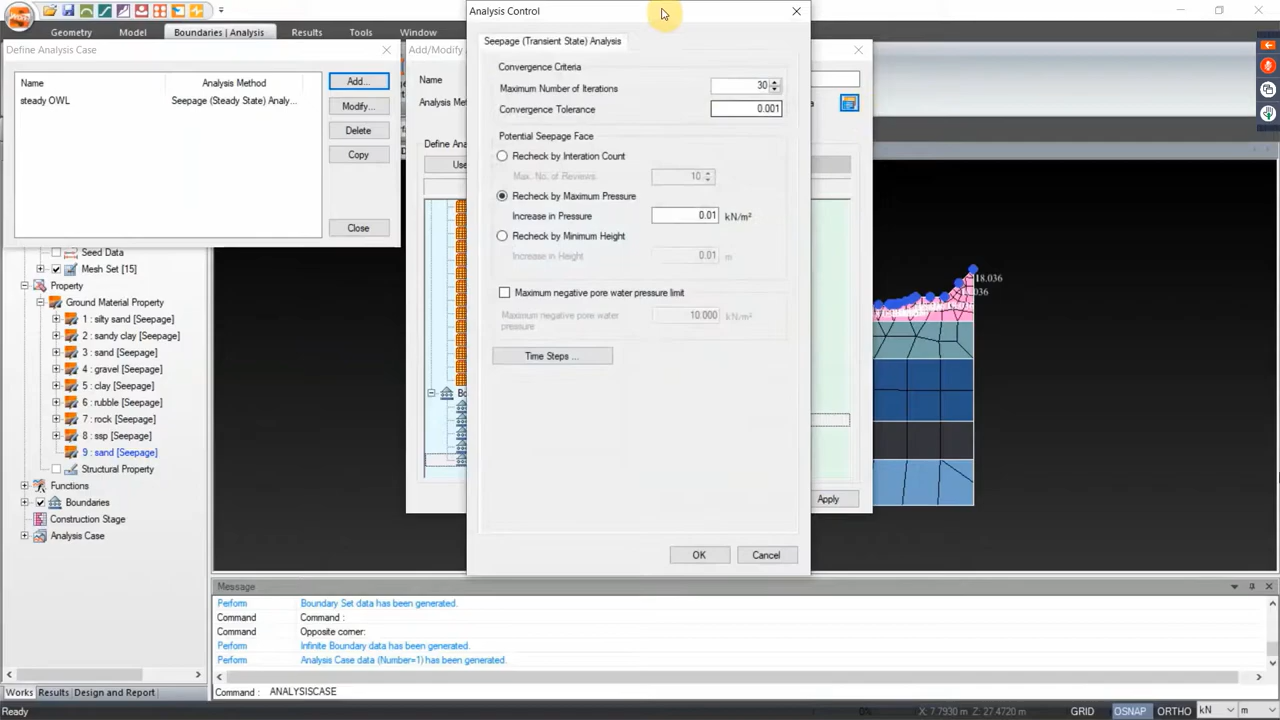 Analysis Control
Geometry Model Boundaries | Analysis Results Tools Window
Seepage (Transient State) Analysis
Define Analysis Case
Add/Modify
Name Analysis Method
steady OWL Seepage (Steady State) Analy...
Add...
Modify...
Delete
Copy
Close
Name
Analysis Me
Define Ana
Use
Bo
Apply
Convergence Criteria
Maximum Number of Iterations 30
Convergence Tolerance 0.001
Potential Seepage Face
Recheck by Interation Count
Max. No. of Reviews 10
Recheck by Maximum Pressure
Increase in Pressure 0.01 kN/m²
Recheck by Minimum Height
Increase in Height 0.01 m
Maximum negative pore water pressure limit
Maximum negative pore water pressure 10.000 kN/m²
Time Steps ...
OK Cancel
Seed Data
Mesh Set [15]
Property
Ground Material Property
1 : silty sand [Seepage]
2 : sandy clay [Seepage]
3 : sand [Seepage]
4 : gravel [Seepage]
5 : clay [Seepage]
6 : rubble [Seepage]
7 : rock [Seepage]
8 : ssp [Seepage]
9 : sand [Seepage]
Structural Property
Functions
Boundaries
Construction Stage
Analysis Case
18.036
036
Message
Perform Boundary Set data has been generated.
Command Command :
Command Opposite corner:
Perform Infinite Boundary data has been generated.
Perform Analysis Case data (Number=1) has been generated.
Works Results Design and Report
Command : ANALYSISCASE
Ready 0% X: 7.7930 m Z: 27.4720 m GRID OSNAP ORTHO kN m